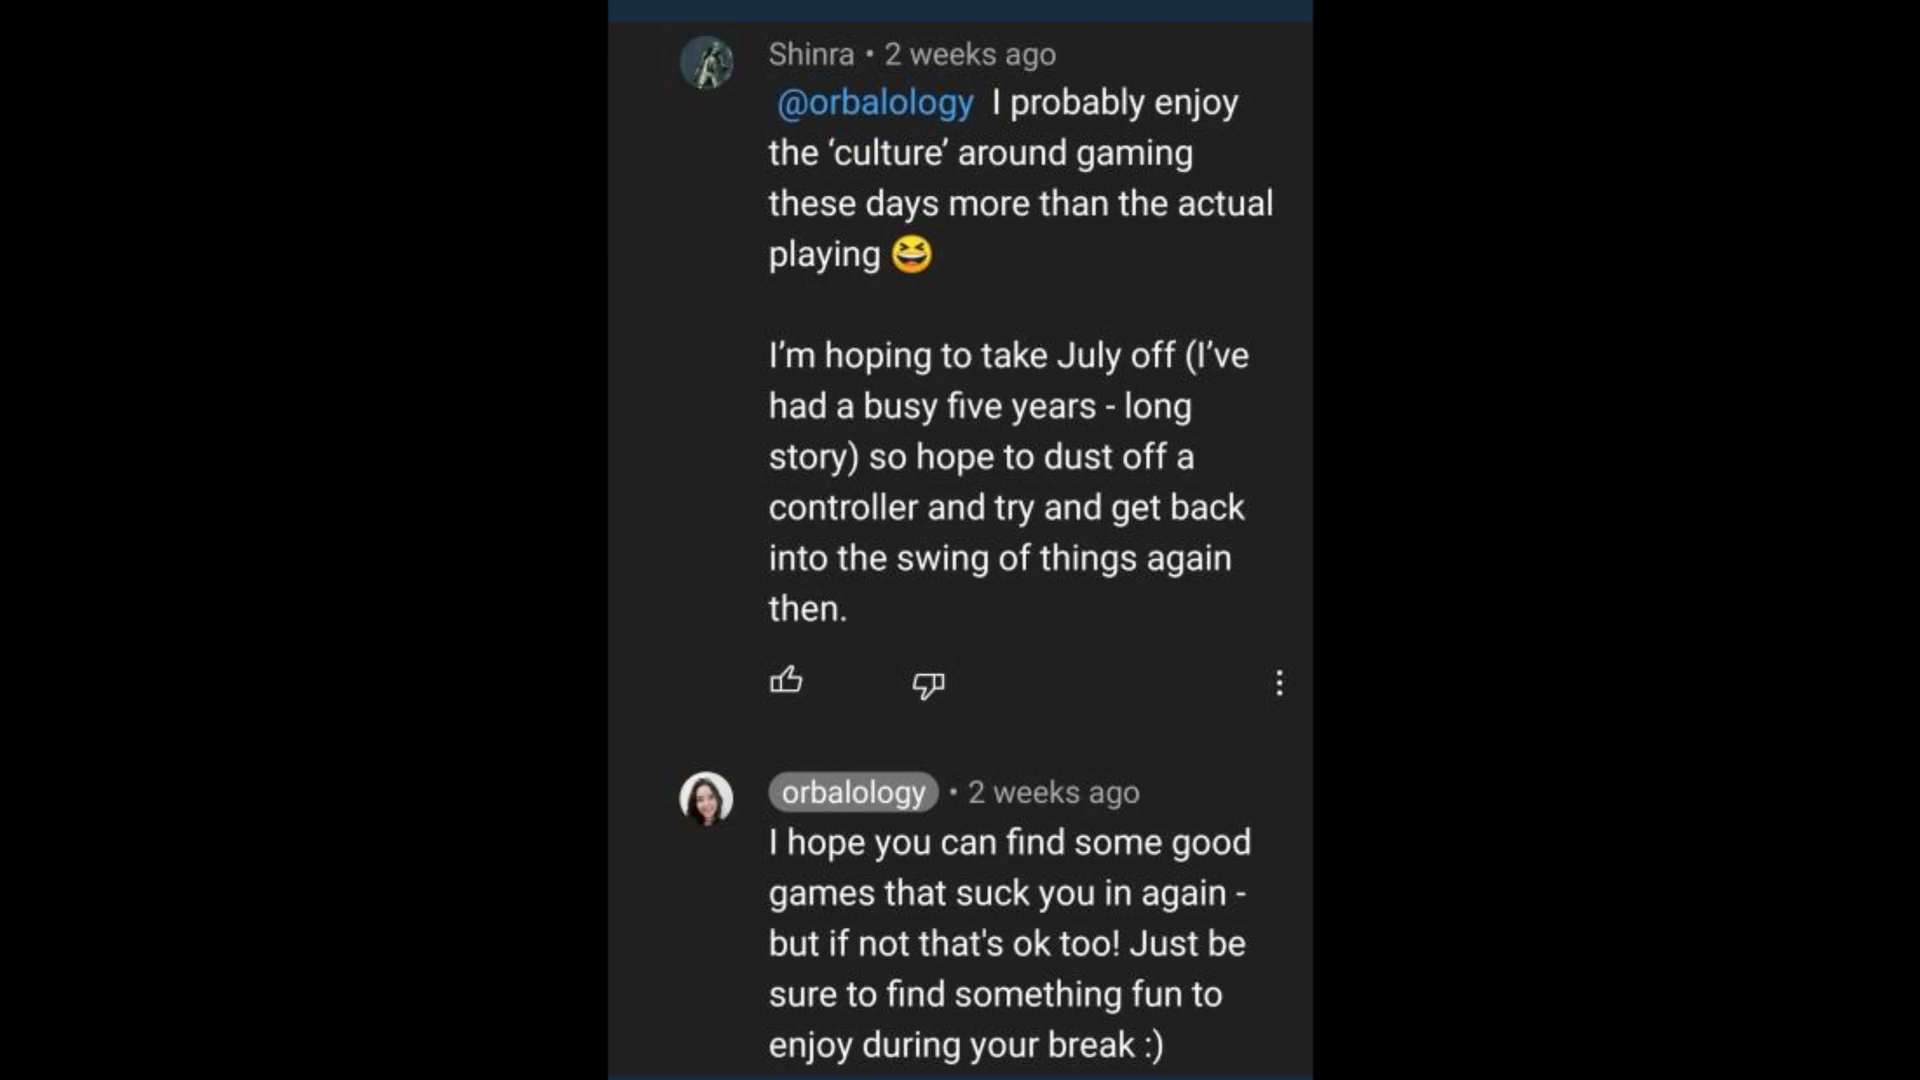 Shinra • 2 weeks ago
@orbalology I probably enjoy
the ‘culture’ around gaming
these days more than the actual
playing 😆
I’m hoping to take July off (I’ve
had a busy five years - long
story) so hope to dust off a
controller and try and get back
into the swing of things again
then.
orbalology • 2 weeks ago
I hope you can find some good
games that suck you in again -
but if not that's ok too! Just be
sure to find something fun to
enjoy during your break :)